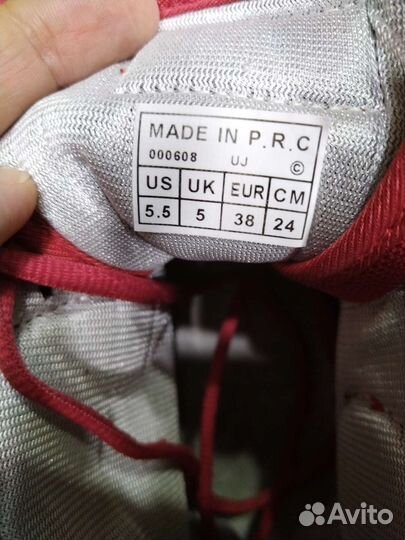 MADE IN P.R.C
000608 UJ ©
US UK EUR CM
5.5 5 38 24
Avito